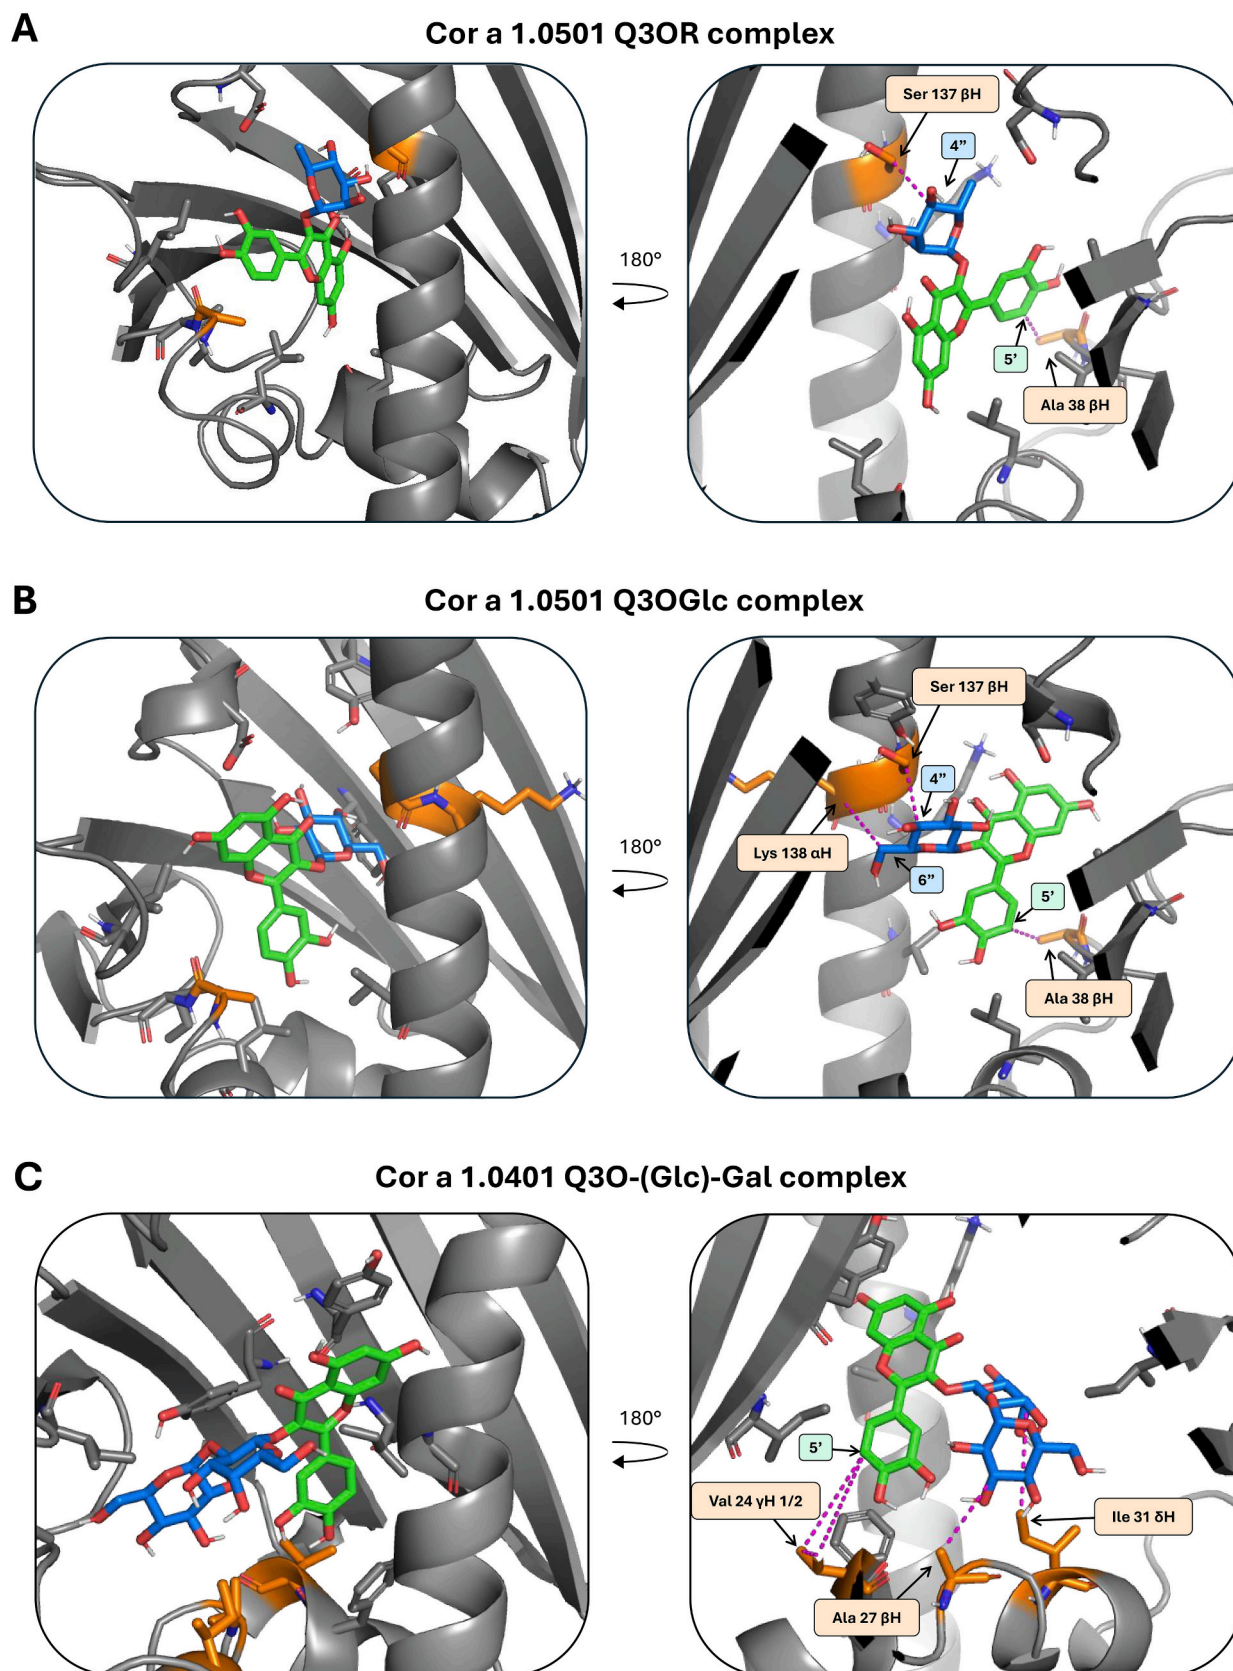 A
Cor a 1.0501 Q3OR complex
Ser 137 βH
4”
180°
5’
Ala 38 βH
B
Cor a 1.0501 Q3OGlc complex
Ser 137 βH
4”
180°
Lys 138 αH
6”
5’
Ala 38 βH
C
Cor a 1.0401 Q3O-(Glc)-Gal complex
180°
5’
Val 24 γH 1/2
Ile 31 δH
Ala 27 βH